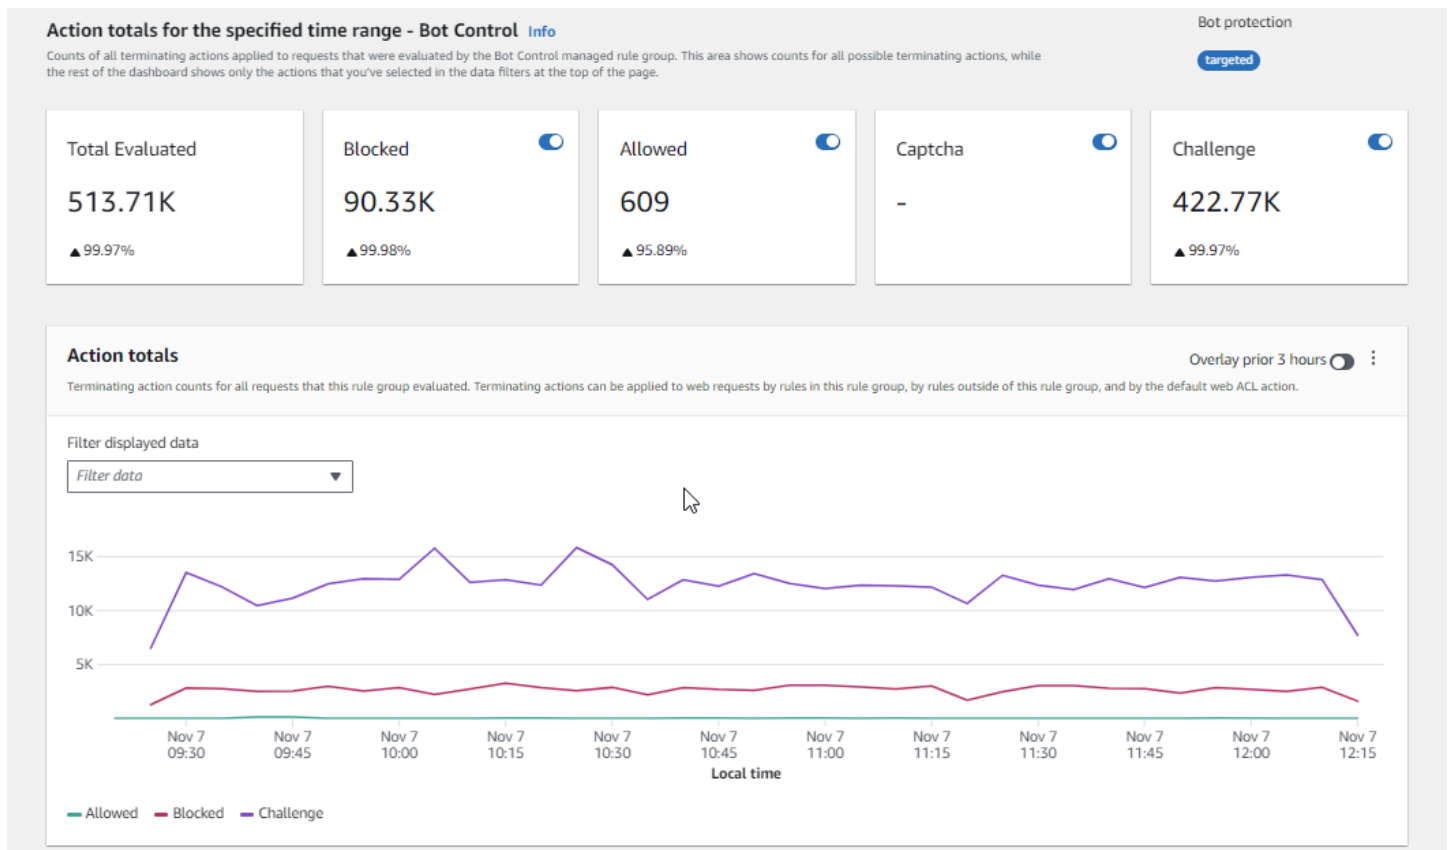 Action totals for the specified time range - Bot Control Info
Counts of all terminating actions applied to requests that were evaluated by the Bot Control managed rule group. This area shows counts for all possible terminating actions, while
the rest of the dashboard shows only the actions that you've selected in the data filters at the top of the page.
Bot protection
targeted
Total Evaluated
513.71K
▲ 99.97%
Blocked
90.33K
▲ 99.98%
Allowed
609
▲ 95.89%
Captcha
-
Challenge
422.77K
▲ 99.97%
Action totals
Overlay prior 3 hours
Terminating action counts for all requests that this rule group evaluated. Terminating actions can be applied to web requests by rules in this rule group, by rules outside of this rule group, and by the default web ACL action.
Filter displayed data
Filter data
15K
10K
5K
Nov 7 Nov 7 Nov 7 Nov 7 Nov 7 Nov 7 Nov 7 Nov 7 Nov 7 Nov 7 Nov 7 Nov 7
09:30 09:45 10:00 10:15 10:30 10:45 11:00 11:15 11:30 11:45 12:00 12:15
Local time
Allowed Blocked Challenge